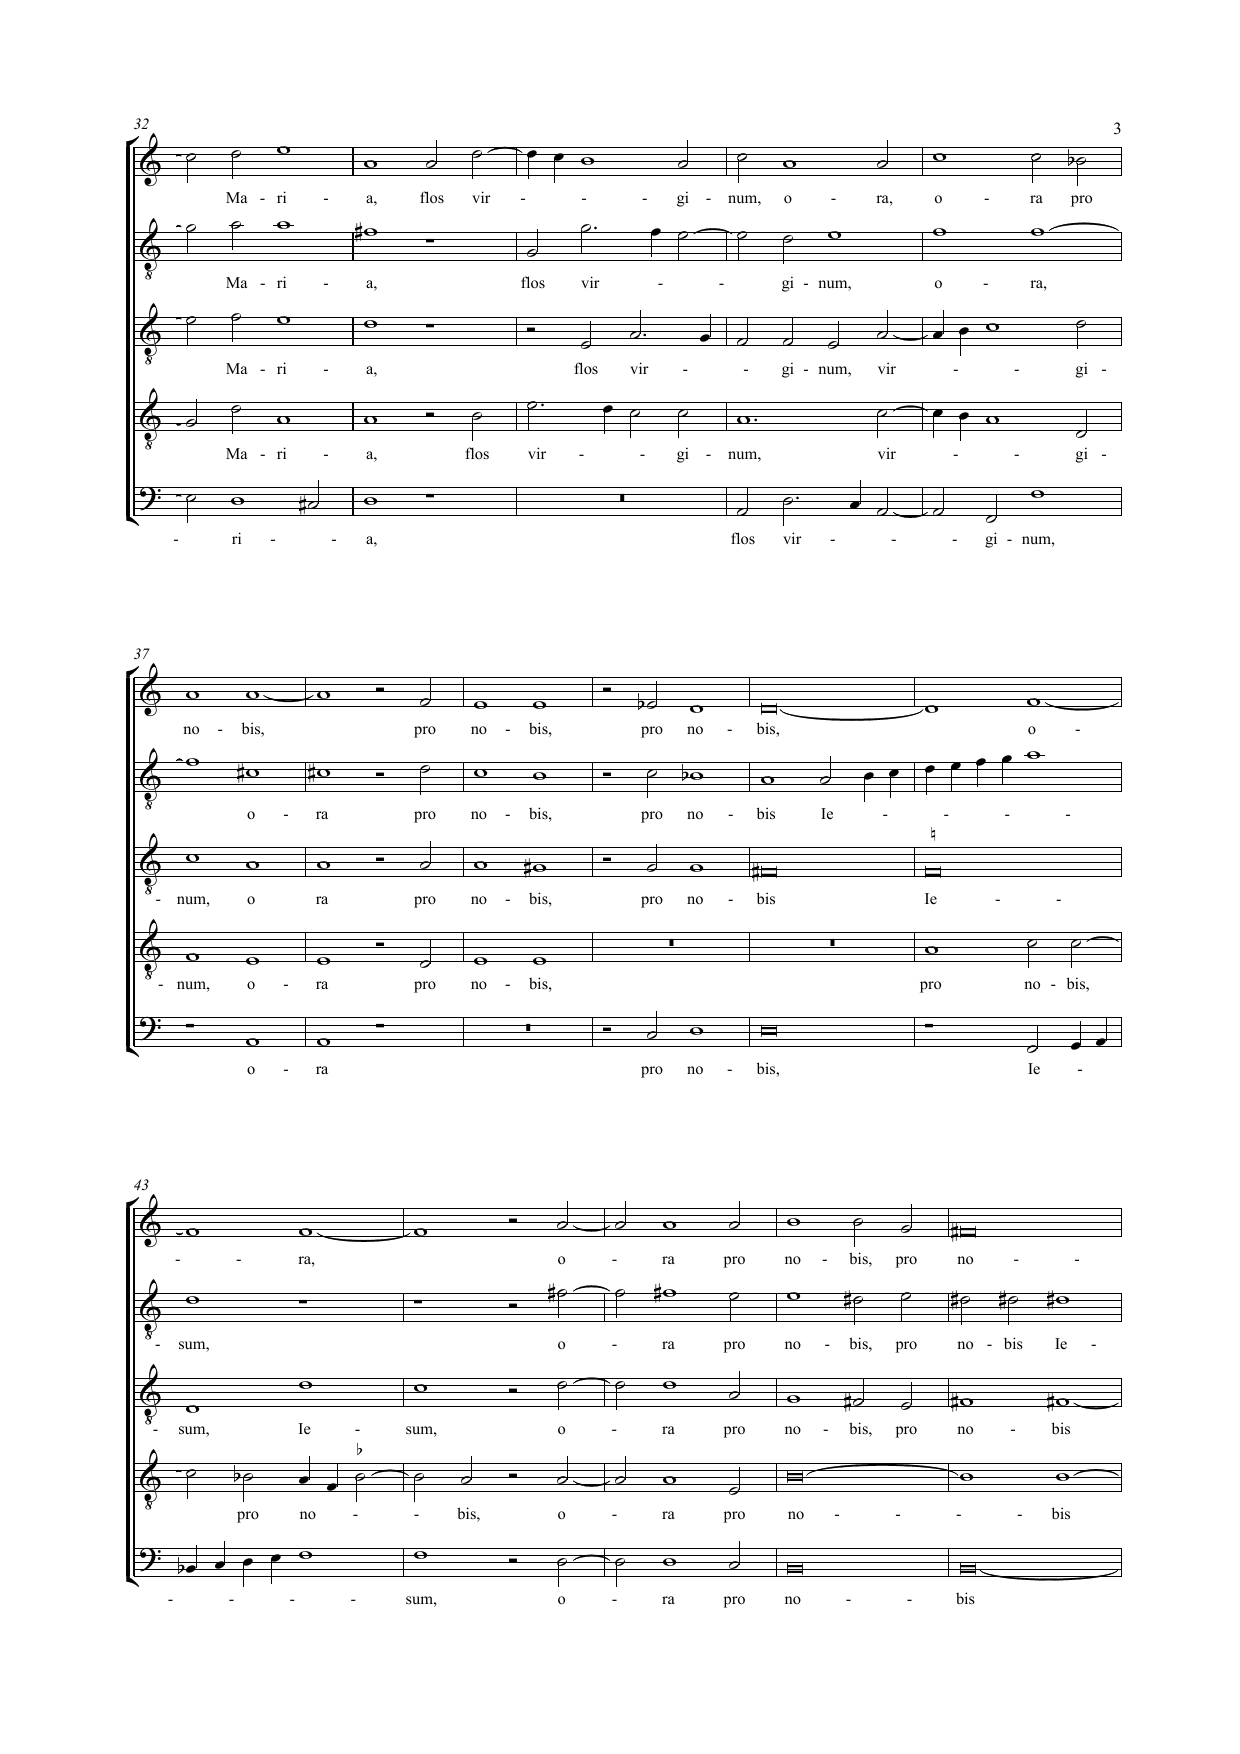 32
3
Ma - ri - a, flos vir - - - gi - num, o - ra, o - ra pro
Ma - ri - a, flos vir - - gi - num, o - ra,
Ma - ri - a, flos vir - - gi - num, vir - - gi -
Ma - ri - a, flos vir - - gi - num, vir - - gi -
- ri - - a, flos vir - - - gi - num,
37
no - bis, pro no - bis, pro no - bis, o -
o - ra pro no - bis, pro no - bis Ie - - - -
- num, o ra pro no - bis, pro no - bis Ie - -
- num, o - ra pro no - bis, pro no - bis,
o - ra pro no - bis, Ie -
43
- - ra, o - ra pro no - bis, pro no - -
- sum, o - ra pro no - bis, pro no - bis Ie -
- sum, Ie - sum, o - ra pro no - bis, pro no - bis
pro no - - bis, o - ra pro no - - - - bis
- - - - sum, o - ra pro no - - bis